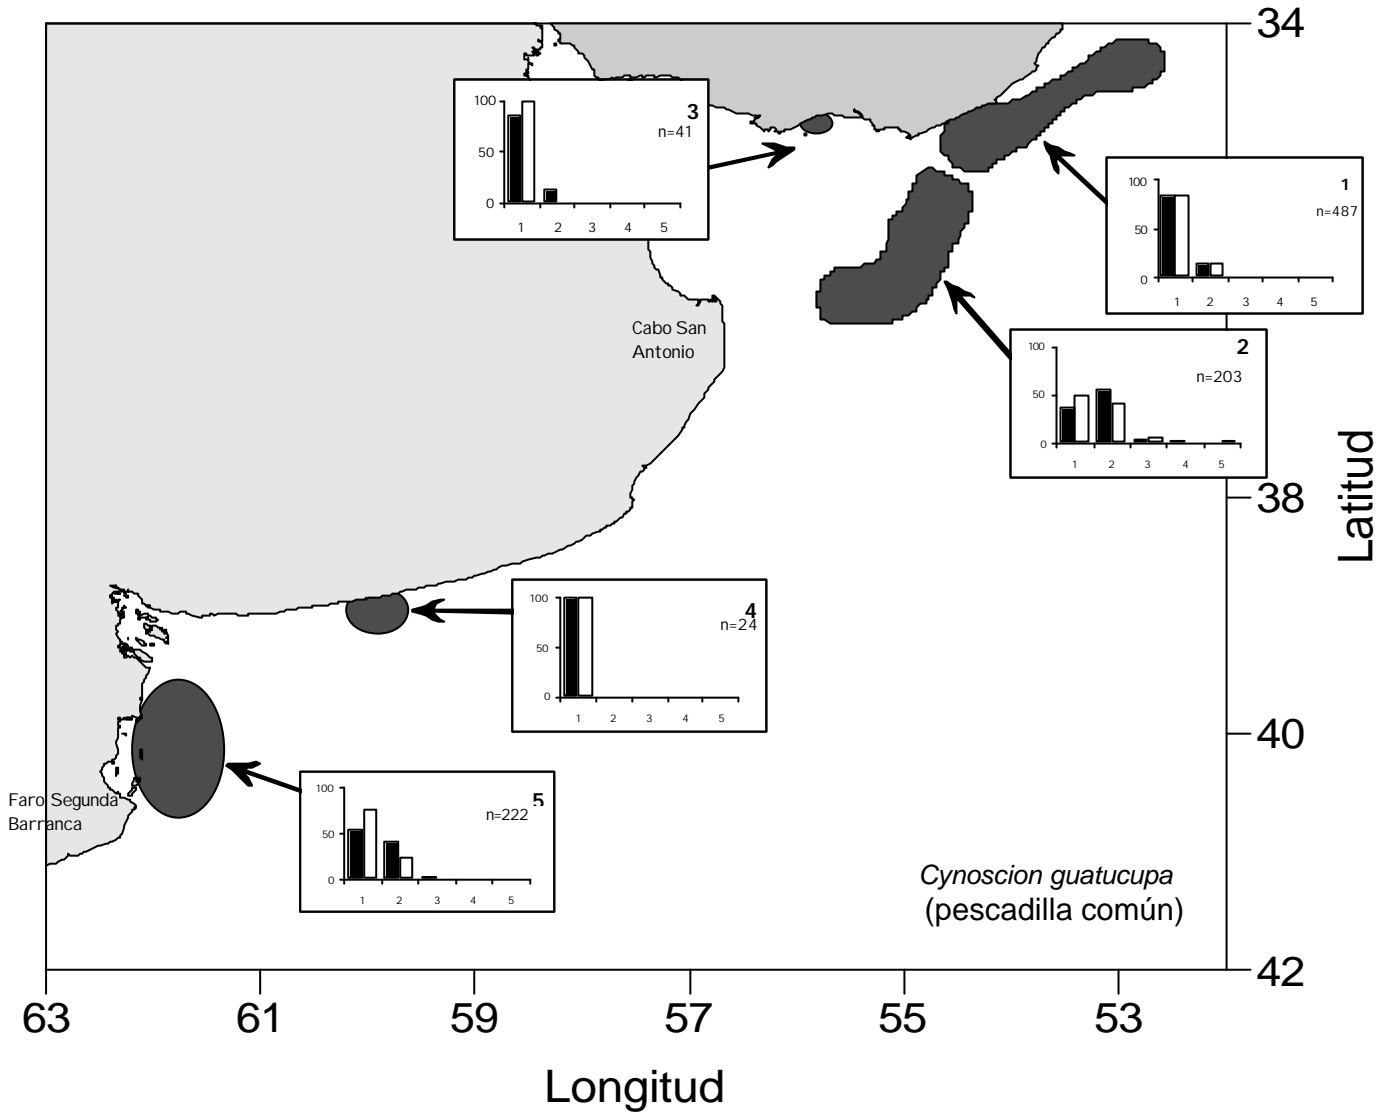 34
100
50
0
3
n=41
1 2 3 4 5
100
50
0
1
n=487
1 2 3 4 5
Cabo San
Antonio
100
50
0
2
n=203
1 2 3 4 5
38
Latitud
100
50
0
4
n=24
1 2 3 4 5
40
Faro Segunda
Barranca
100
50
0
5
n=222
1 2 3 4 5
Cynoscion guatucupa
(pescadilla común)
42
63 61 59 57 55 53
Longitud